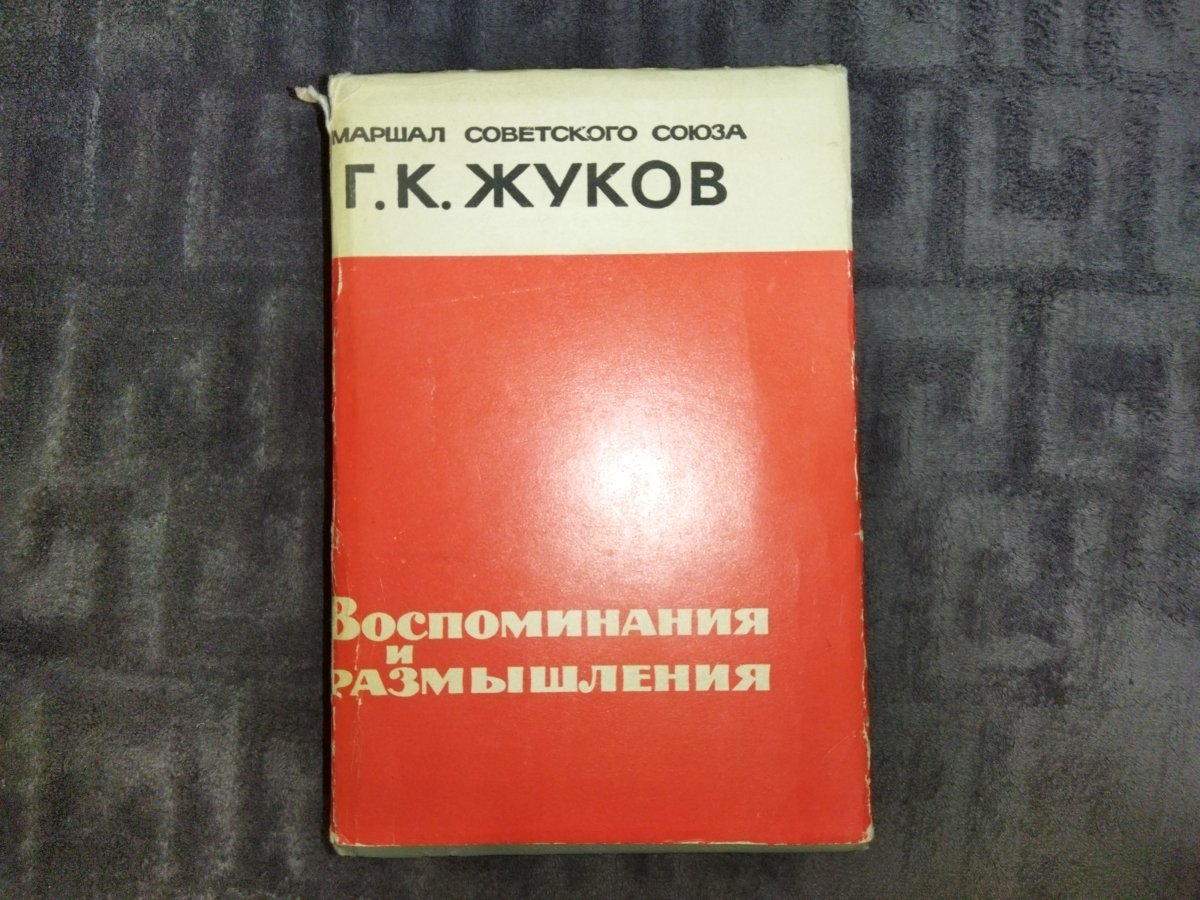 МАРШАЛ СОВЕТСКОГО СОЮЗА
Г.К.ЖУКОВ
Воспоминания
и
размышления